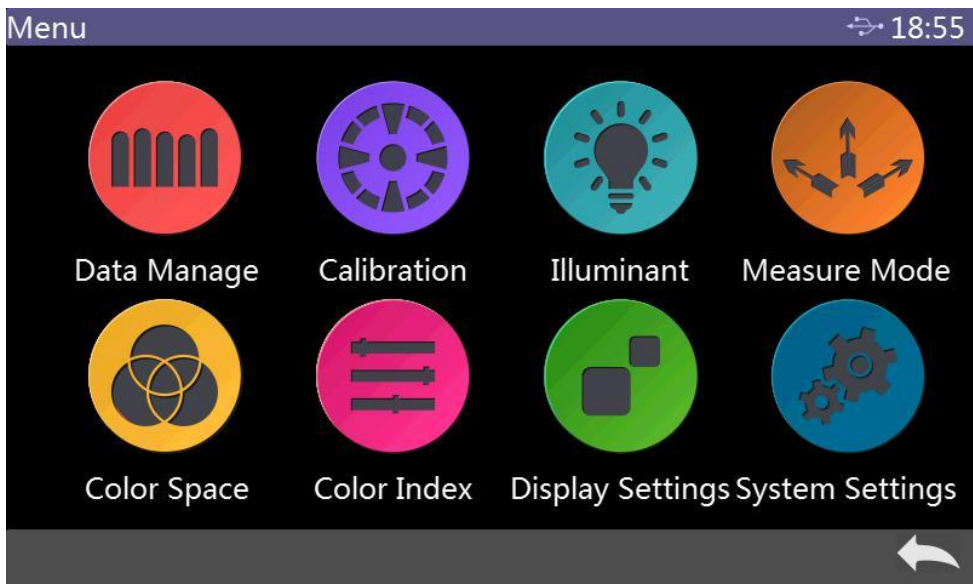 Menu 18:55
Data Manage Calibration Illuminant Measure Mode
Color Space Color Index Display Settings System Settings